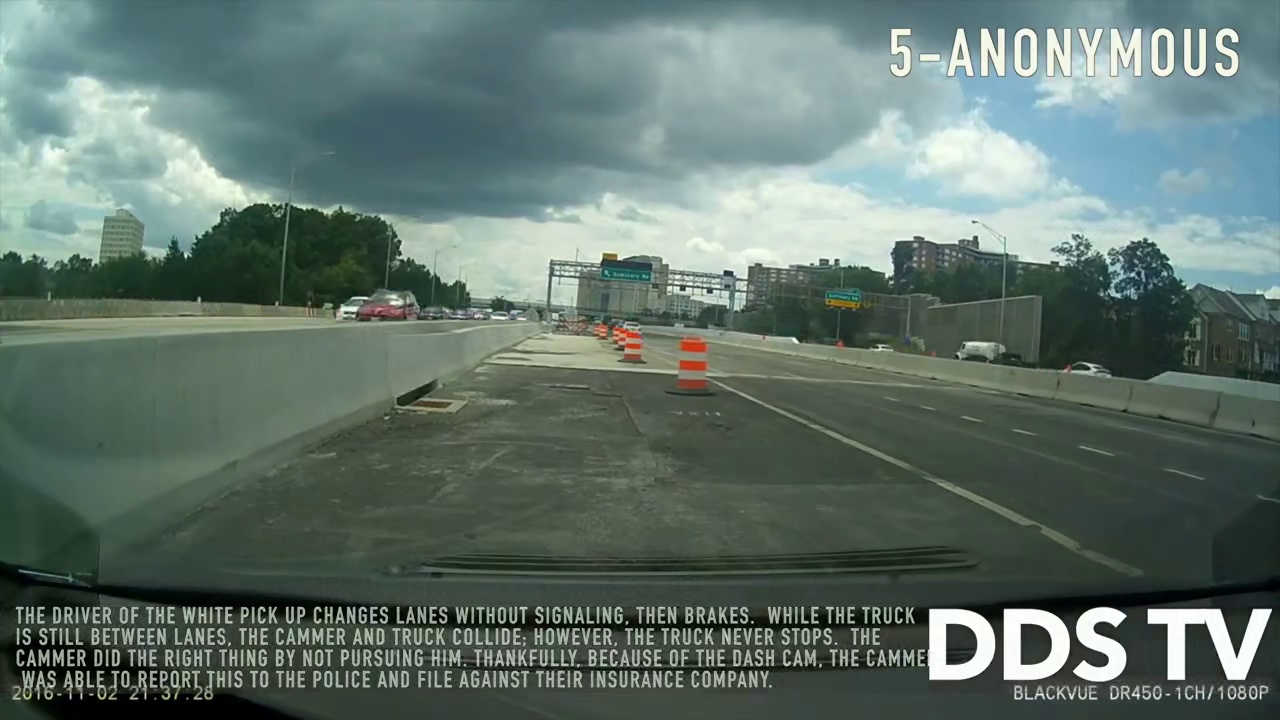 5-ANONYMOUS
Seminary Rd
Seminary Rd
THE DRIVER OF THE WHITE PICK UP CHANGES LANES WITHOUT SIGNALING, THEN BRAKES. WHILE THE TRUCK
IS STILL BETWEEN LANES, THE CAMMER AND TRUCK COLLIDE; HOWEVER, THE TRUCK NEVER STOPS. THE
CAMMER DID THE RIGHT THING BY NOT PURSUING HIM. THANKFULLY, BECAUSE OF THE DASH CAM, THE CAMMER
WAS ABLE TO REPORT THIS TO THE POLICE AND FILE AGAINST THEIR INSURANCE COMPANY.
DDS TV
2016-11-02 21:37:28
BLACKVUE DR450-1CH/1080P